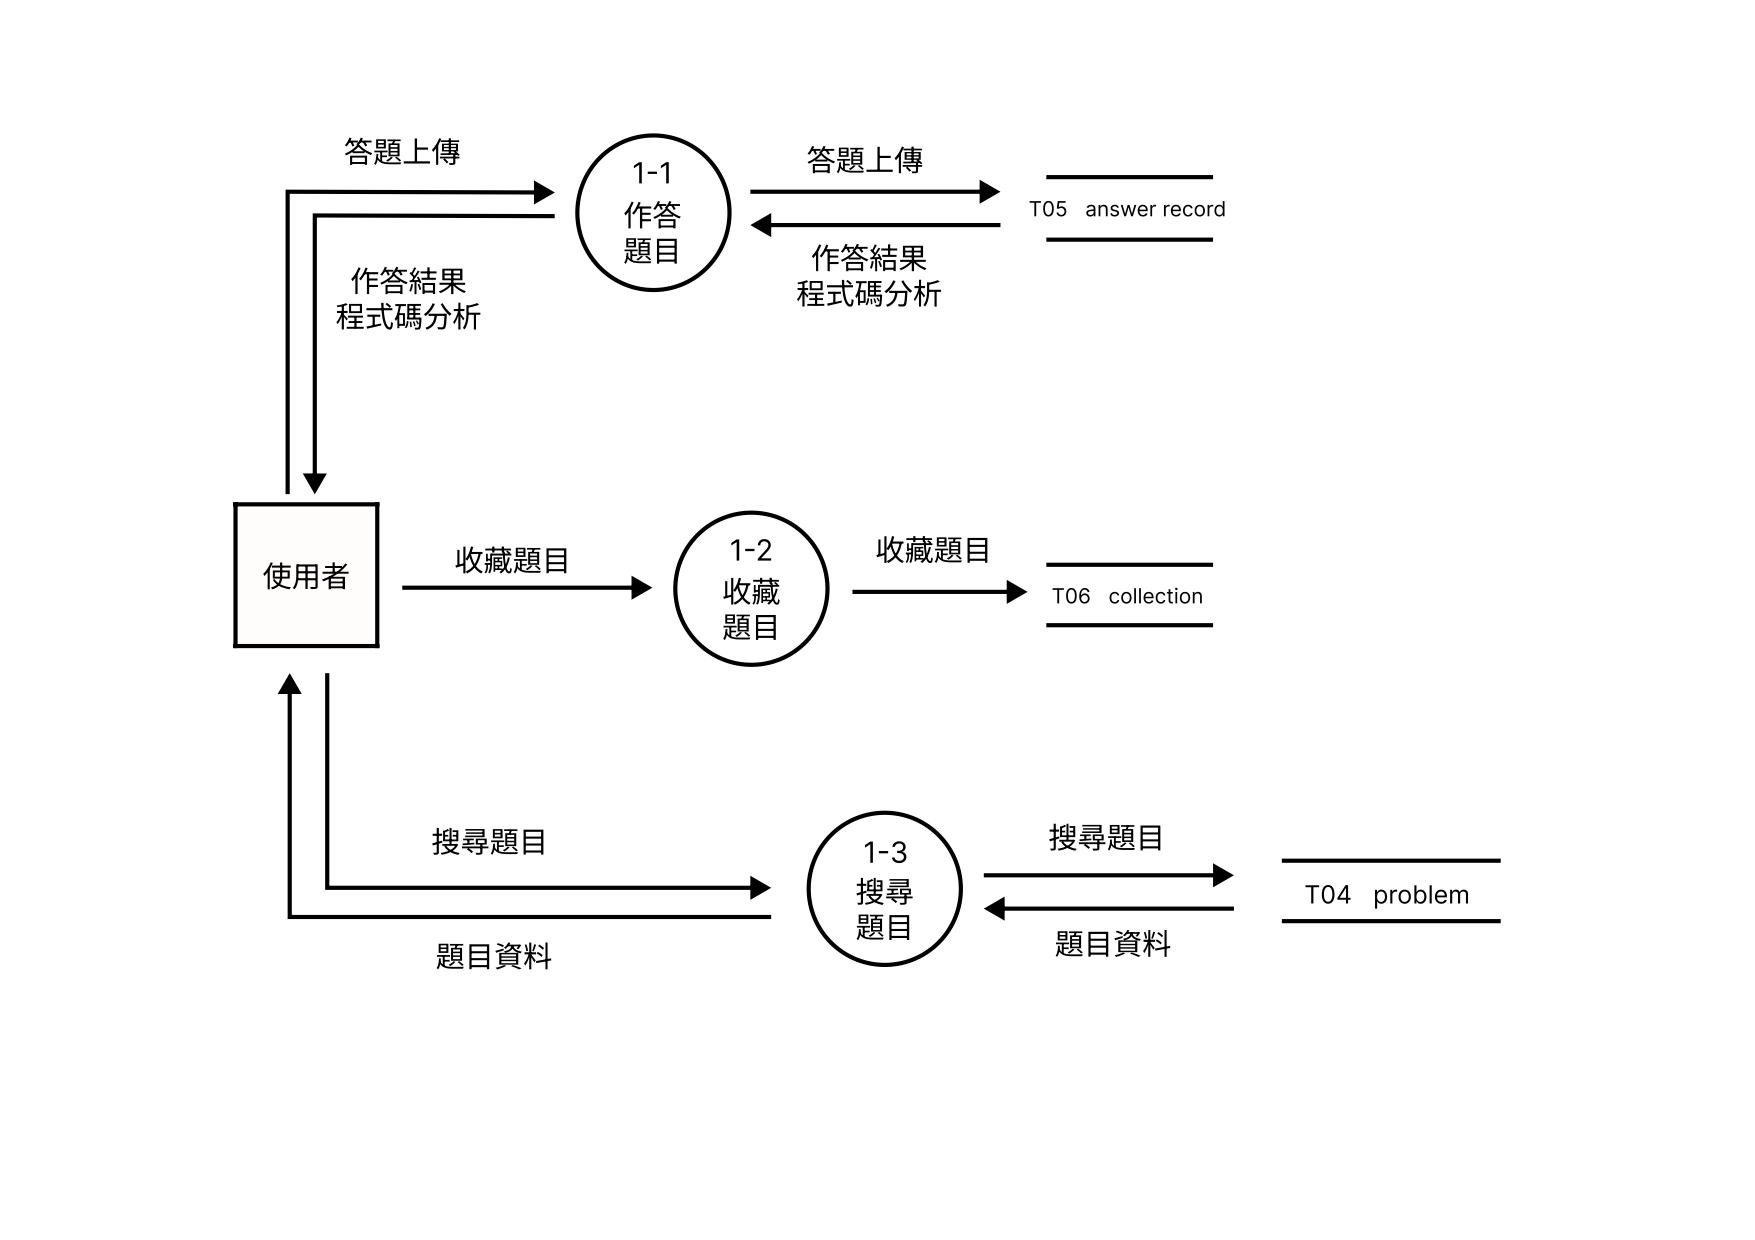 答題上傳
1-1
作答
題目
答題上傳
T05 answer record
作答結果
程式碼分析
作答結果
程式碼分析
使用者
收藏題目
1-2
收藏
題目
收藏題目
T06 collection
搜尋題目
1-3
搜尋
題目
搜尋題目
T04 problem
題目資料
題目資料